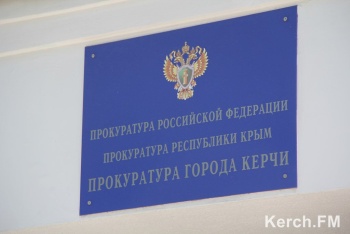 ПРОКУРАТУРА РОССИЙСКОЙ ФЕДЕРАЦИИ
ПРОКУРАТУРА РЕСПУБЛИКИ КРЫМ
ПРОКУРАТУРА ГОРОДА КЕРЧИ
Kerch.FM